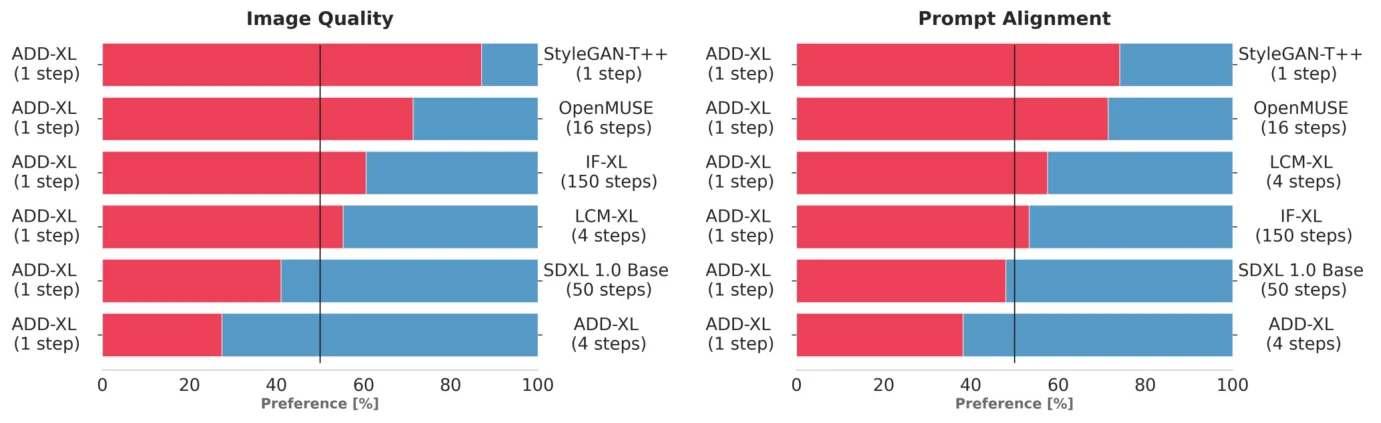 Image Quality
ADD-XL
(1 step)
StyleGAN-T++
(1 step)
ADD-XL
(1 step)
OpenMUSE
(16 steps)
ADD-XL
(1 step)
IF-XL
(150 steps)
ADD-XL
(1 step)
LCM-XL
(4 steps)
ADD-XL
(1 step)
SDXL 1.0 Base
(50 steps)
ADD-XL
(1 step)
ADD-XL
(4 steps)
0 20 40 60 80 100
Preference [%]
Prompt Alignment
ADD-XL
(1 step)
StyleGAN-T++
(1 step)
ADD-XL
(1 step)
OpenMUSE
(16 steps)
ADD-XL
(1 step)
LCM-XL
(4 steps)
ADD-XL
(1 step)
IF-XL
(150 steps)
ADD-XL
(1 step)
SDXL 1.0 Base
(50 steps)
ADD-XL
(1 step)
ADD-XL
(4 steps)
0 20 40 60 80 100
Preference [%]